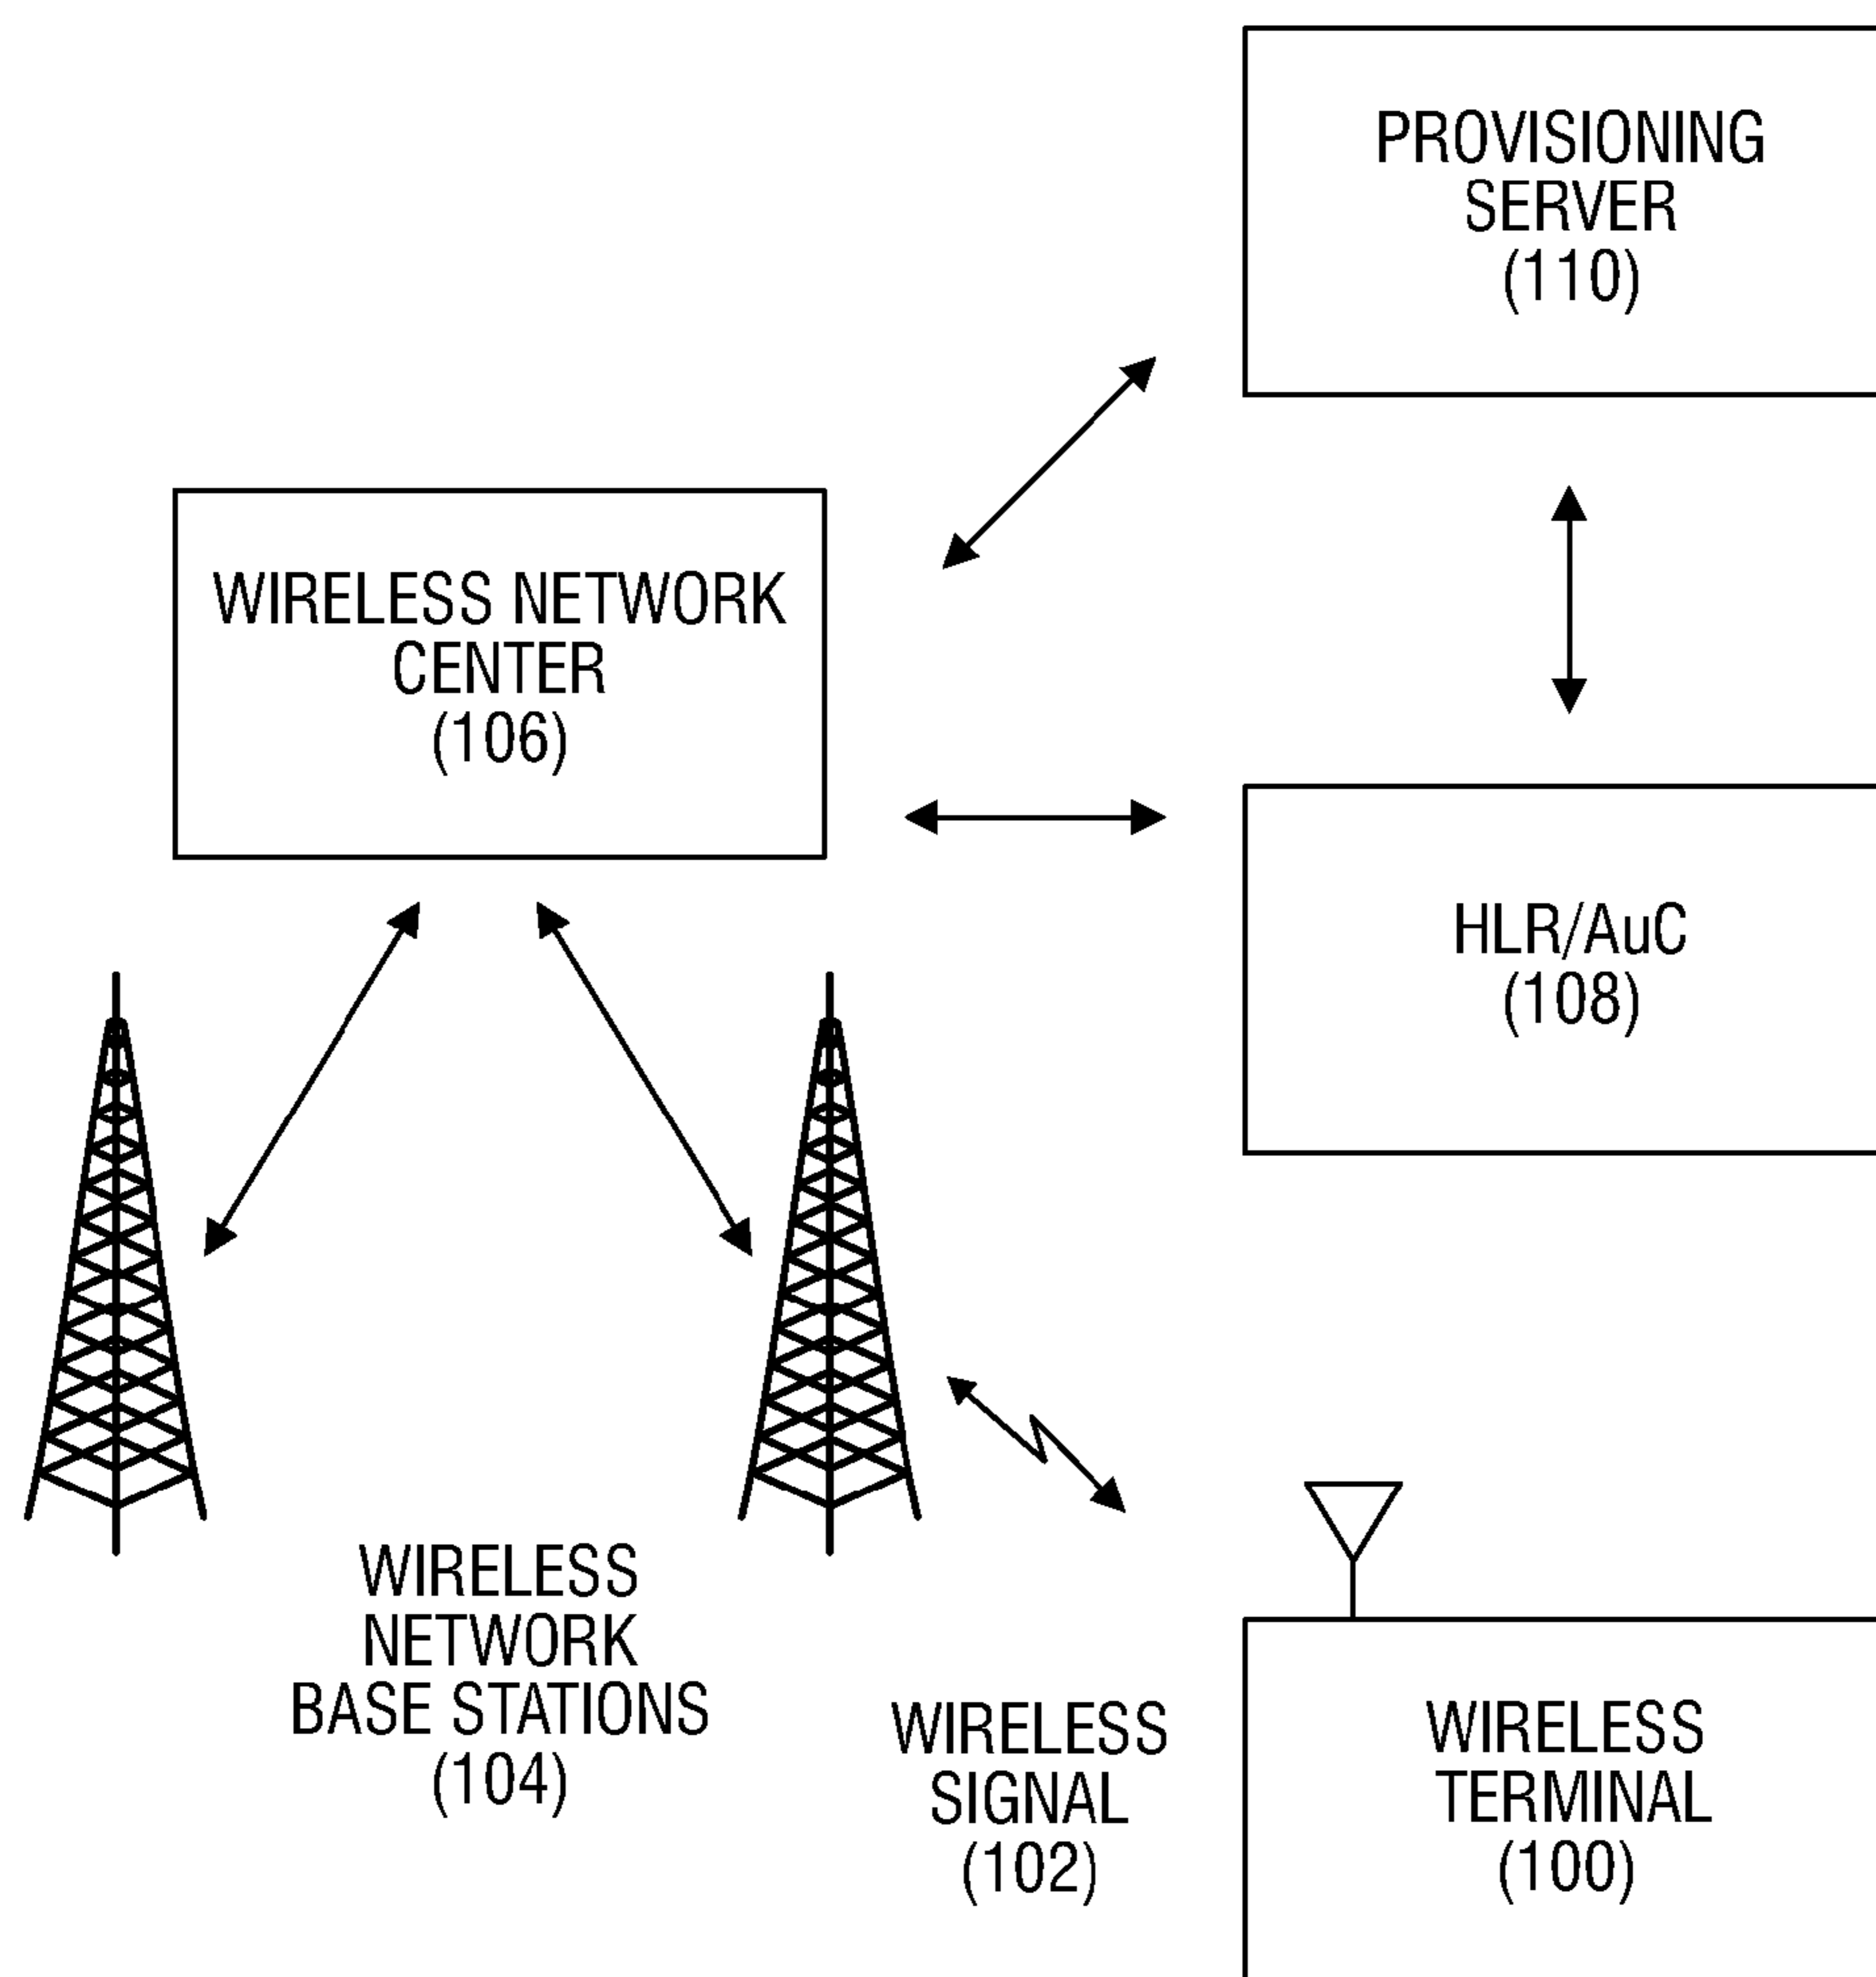 PROVISIONING
SERVER
(110)
WIRELESS NETWORK
CENTER
(106)
HLR/AuC
(108)
WIRELESS
NETWORK
BASE STATIONS
(104)
WIRELESS
SIGNAL
(102)
WIRELESS
TERMINAL
(100)